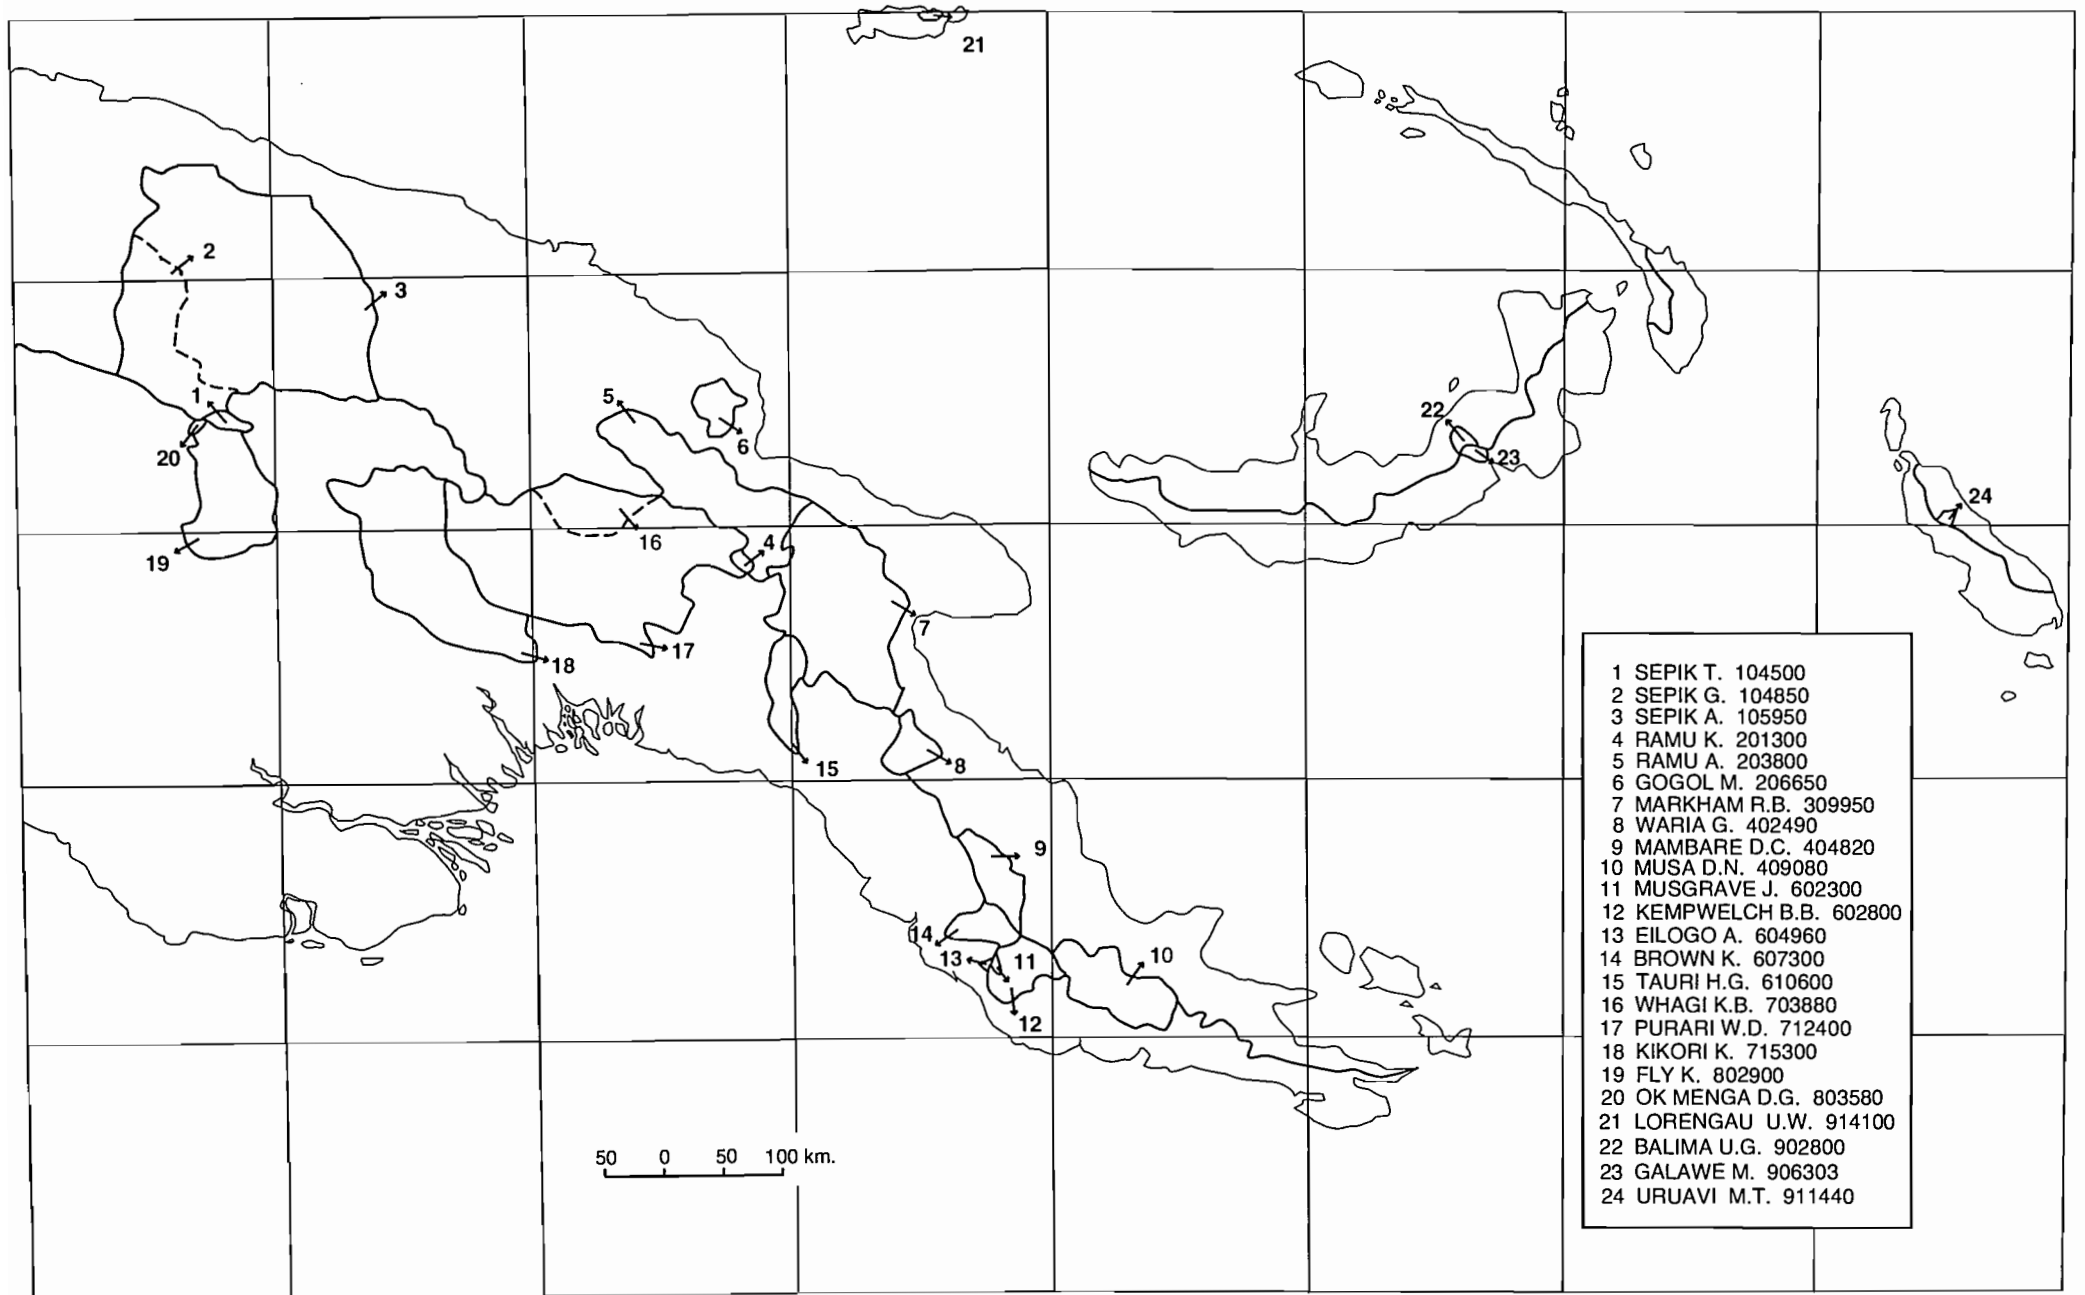 21
2
3
1
5
22
6
20
23
24
16
4
19
7
17
18
15
8
9
14
13
11
10
12
50 0 50 100 km.
1 SEPIK T. 104500
2 SEPIK G. 104850
3 SEPIK A. 105950
4 RAMU K. 201300
5 RAMU A. 203800
6 GOGOL M. 206650
7 MARKHAM R.B. 309950
8 WARIA G. 402490
9 MAMBARE D.C. 404820
10 MUSA D.N. 409080
11 MUSGRAVE J. 602300
12 KEMPWELCH B.B. 602800
13 EILOGO A. 604960
14 BROWN K. 607300
15 TAURI H.G. 610600
16 WHAGI K.B. 703880
17 PURARI W.D. 712400
18 KIKORI K. 715300
19 FLY K. 802900
20 OK MENGA D.G. 803580
21 LORENGAU U.W. 914100
22 BALIMA U.G. 902800
23 GALAWE M. 906303
24 URUAVI M.T. 911440